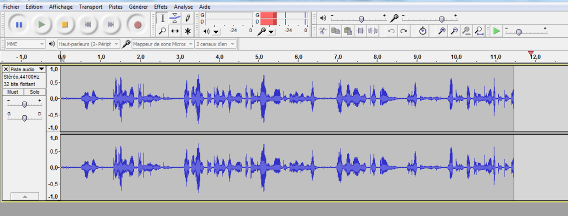 Fichier Edition Affichage Transport Pistes Générer Effets Analyse Aide
G
D
-24 0
-24 0
MME Haut-parleurs (2- Périph Mappeur de sons Micros 2 canaux d'en
-1,0 0,0 1,0 2,0 3,0 4,0 5,0 6,0 7,0 8,0 9,0 10,0 11,0 12,0
Piste audio
Stéréo,44100Hz
32 bits flottant
Muet Solo
- +
G D
1,0
0,5
0,0
-0,5
-1,0
1,0
0,5
0,0
-0,5
-1,0